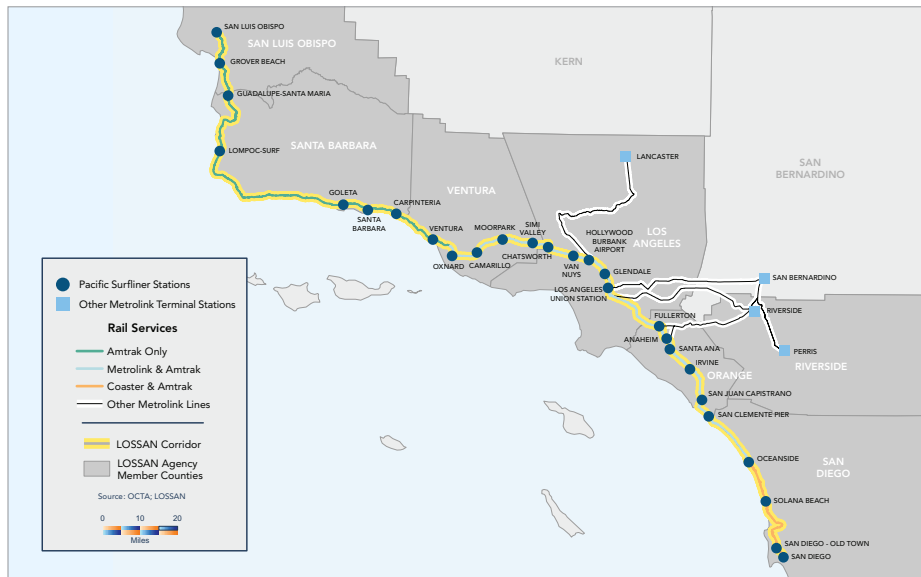 SAN LUIS OBISPO
SAN LUIS OBISPO
GROVER BEACH
KERN
GUADALUPE-SANTA MARIA
SANTA BARBARA
LOMPOC-SURF
LANCASTER
SAN
BERNARDINO
VENTURA
GOLETA
CARPINTERIA
SANTA
BARBARA
VENTURA
MOORPARK
SIMI
VALLEY
HOLLYWOOD
BURBANK
AIRPORT
LOS
ANGELES
OXNARD
CAMARILLO
CHATSWORTH
VAN
NUYS
GLENDALE
LOS ANGELES
UNION STATION
SAN BERNARDINO
RIVERSIDE
FULLERTON
ANAHEIM
SANTA ANA
PERRIS
RIVERSIDE
IRVINE
ORANGE
SAN JUAN CAPISTRANO
SAN CLEMENTE PIER
OCEANSIDE
SAN
DIEGO
SOLANA BEACH
SAN DIEGO - OLD TOWN
SAN DIEGO
Pacific Surfliner Stations
Other Metrolink Terminal Stations
Rail Services
Amtrak Only
Metrolink & Amtrak
Coaster & Amtrak
Other Metrolink Lines
LOSSAN Corridor
LOSSAN Agency
Member Counties
Source: OCTA; LOSSAN
0 10 20
Miles